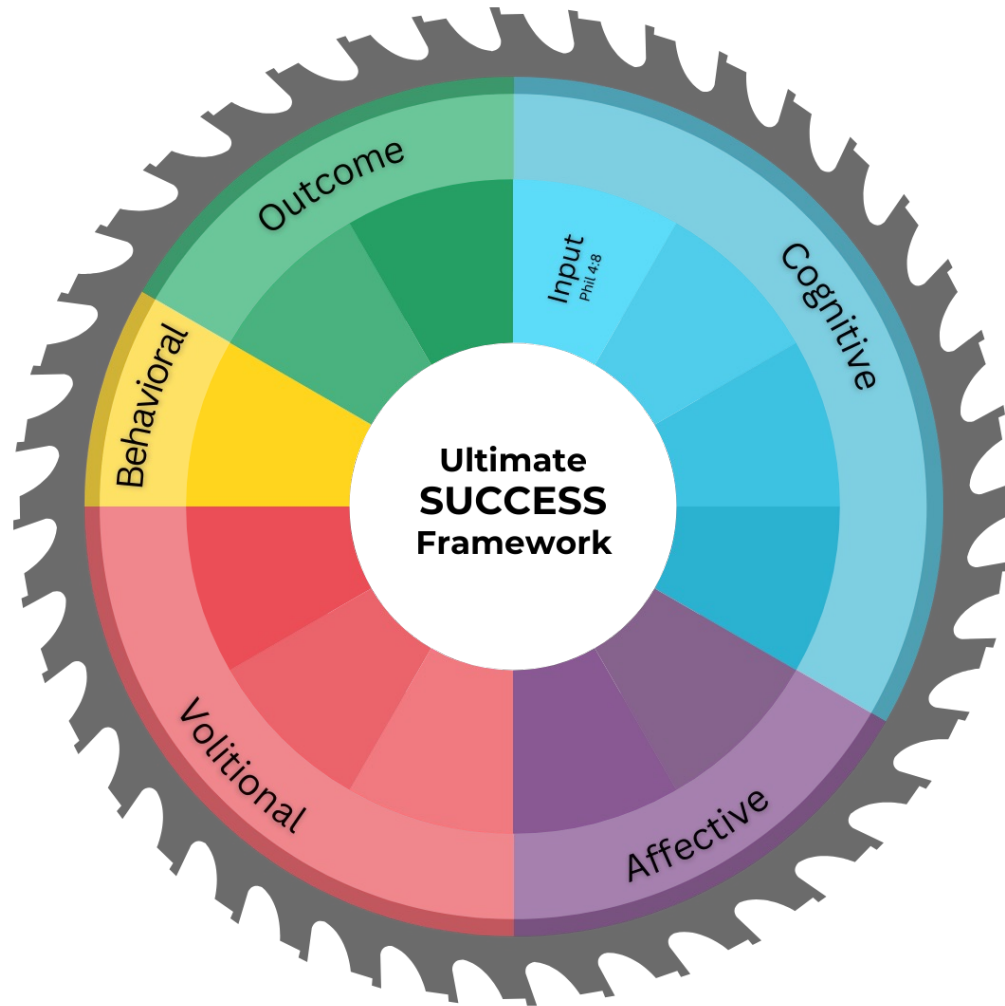 Ultimate
SUCCESS
Framework
Input
Phil 4:8
Cognitive
Affective
Volitional
Behavioral
Outcome